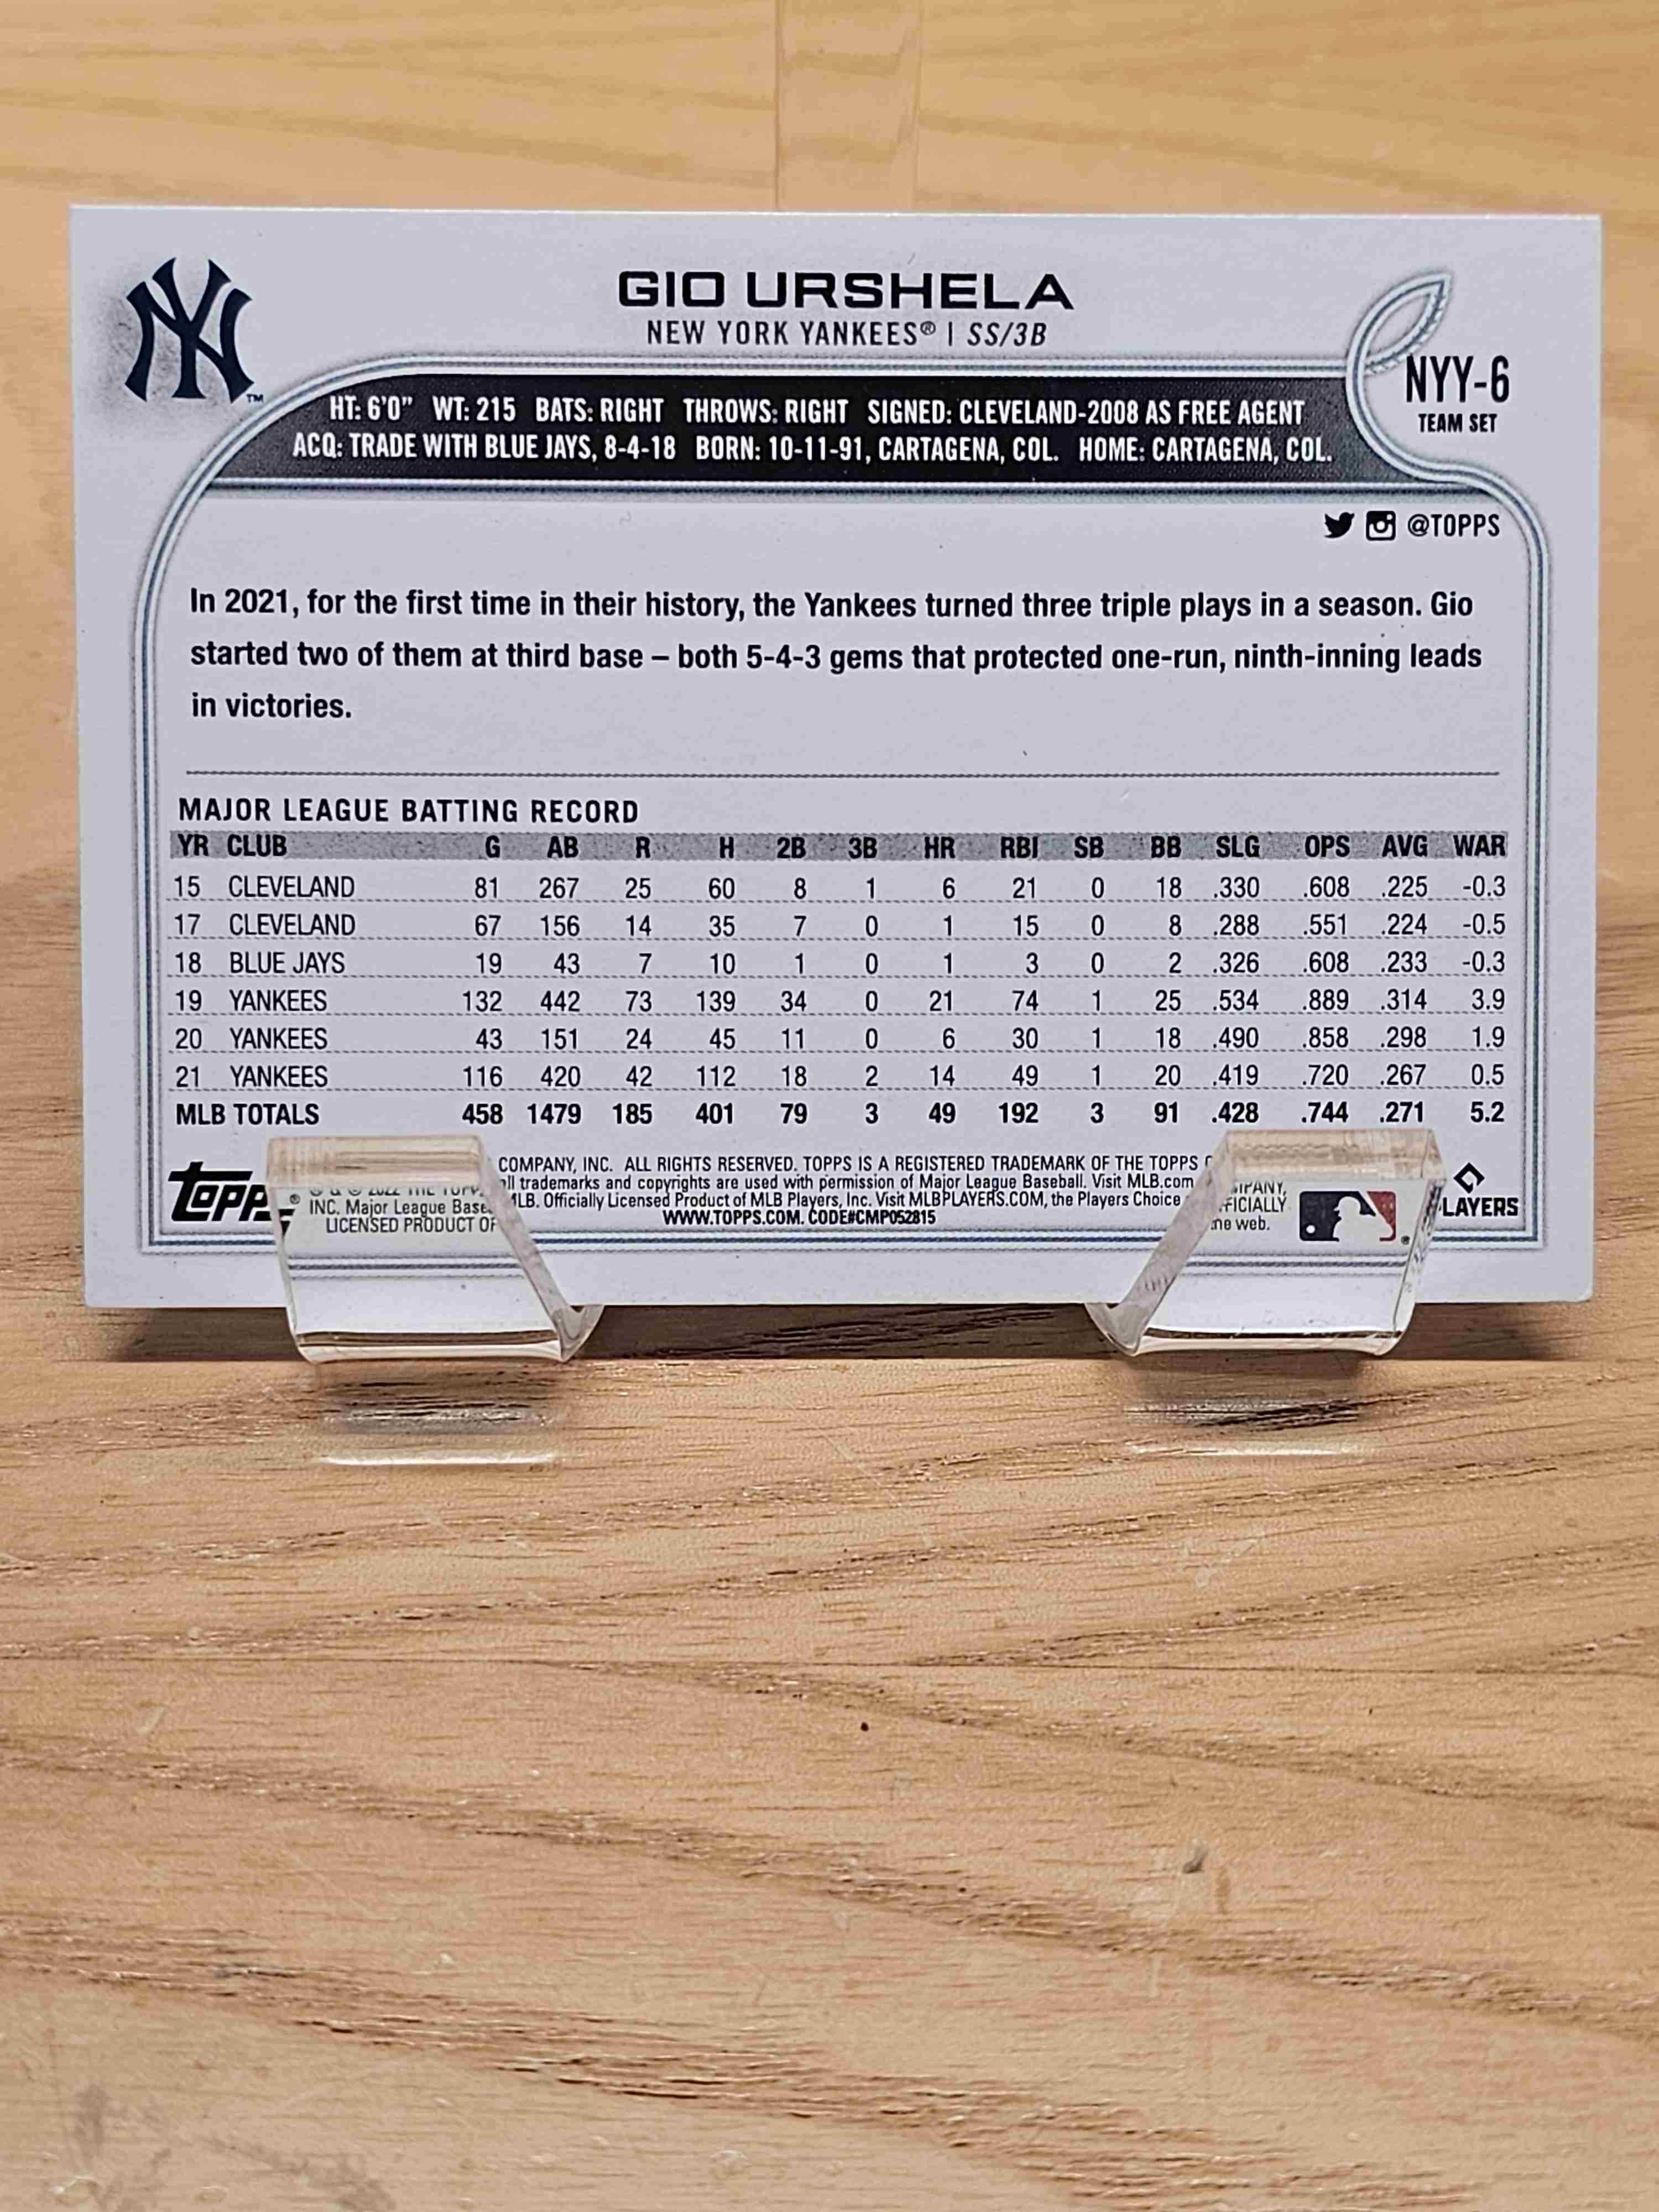 NY™
GIO URSHELA
NEW YORK YANKEES® | SS/3B
NYY-6
TEAM SET
HT: 6'0" WT: 215 BATS: RIGHT THROWS: RIGHT SIGNED: CLEVELAND-2008 AS FREE AGENT
ACQ: TRADE WITH BLUE JAYS, 8-4-18 BORN: 10-11-91, CARTAGENA, COL. HOME: CARTAGENA, COL.
@TOPPS
In 2021, for the first time in their history, the Yankees turned three triple plays in a season. Gio
started two of them at third base – both 5-4-3 gems that protected one-run, ninth-inning leads
in victories.
MAJOR LEAGUE BATTING RECORD
YR CLUB G AB R H 2B 3B HR RBI SB BB SLG OPS AVG WAR
15 CLEVELAND 81 267 25 60 8 1 6 21 0 18 .330 .608 .225 -0.3
17 CLEVELAND 67 156 14 35 7 0 1 15 0 8 .288 .551 .224 -0.5
18 BLUE JAYS 19 43 7 10 1 0 1 3 0 2 .326 .608 .233 -0.3
19 YANKEES 132 442 73 139 34 0 21 74 1 25 .534 .889 .314 3.9
20 YANKEES 43 151 24 45 11 0 6 30 1 18 .490 .858 .298 1.9
21 YANKEES 116 420 42 112 18 2 14 49 1 20 .419 .720 .267 0.5
MLB TOTALS 458 1479 185 401 79 3 49 192 3 91 .428 .744 .271 5.2
COMPANY, INC. ALL RIGHTS RESERVED. TOPPS IS A REGISTERED TRADEMARK OF THE TOPPS
INC. Major League trademarks and copyrights are used with permission of Major League Baseball. Visit MLB.com
LICENSED PRODUCT OF MLB. Officially Licensed Product of MLB Players, Inc. Visit MLBPLAYERS.COM, the Players Choice the web.
WWW.TOPPS.COM. CODE#CMP052815